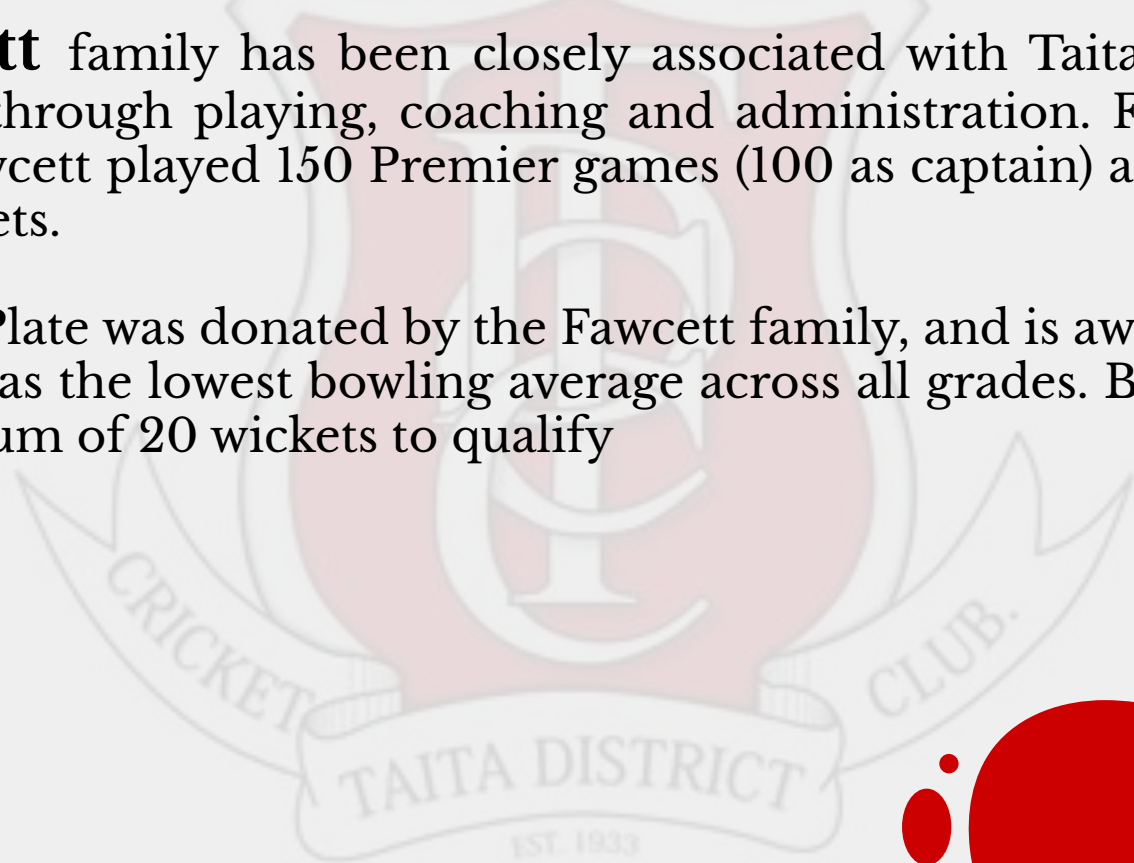 tt family has been closely associated with Taita
through playing, coaching and administration. F
wcett played 150 Premier games (100 as captain) a
ets.
Plate was donated by the Fawcett family, and is aw
as the lowest bowling average across all grades. B
um of 20 wickets to qualify
CRICKET
CLUB.
TAITA DISTRICT
EST. 1933